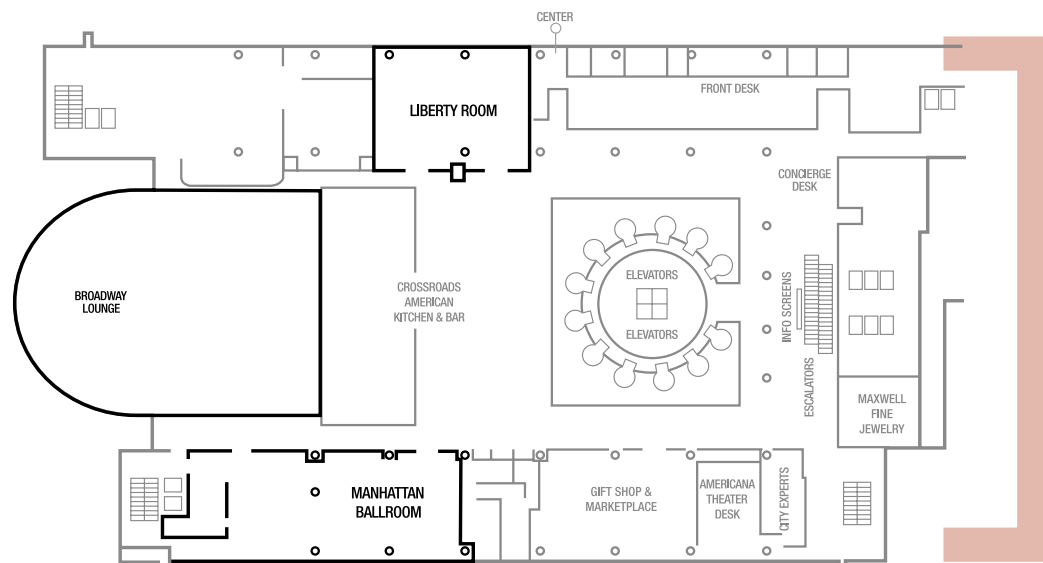 CENTER
LIBERTY ROOM
FRONT DESK
CONCIERGE
DESK
BROADWAY
LOUNGE
CROSSROADS
AMERICAN
KITCHEN & BAR
ELEVATORS
ELEVATORS
INFO SCREENS
ESCALATORS
MAXWELL
FINE
JEWELRY
MANHATTAN
BALLROOM
GIFT SHOP &
MARKETPLACE
AMERICANA
THEATER
DESK
CITY EXPERTS